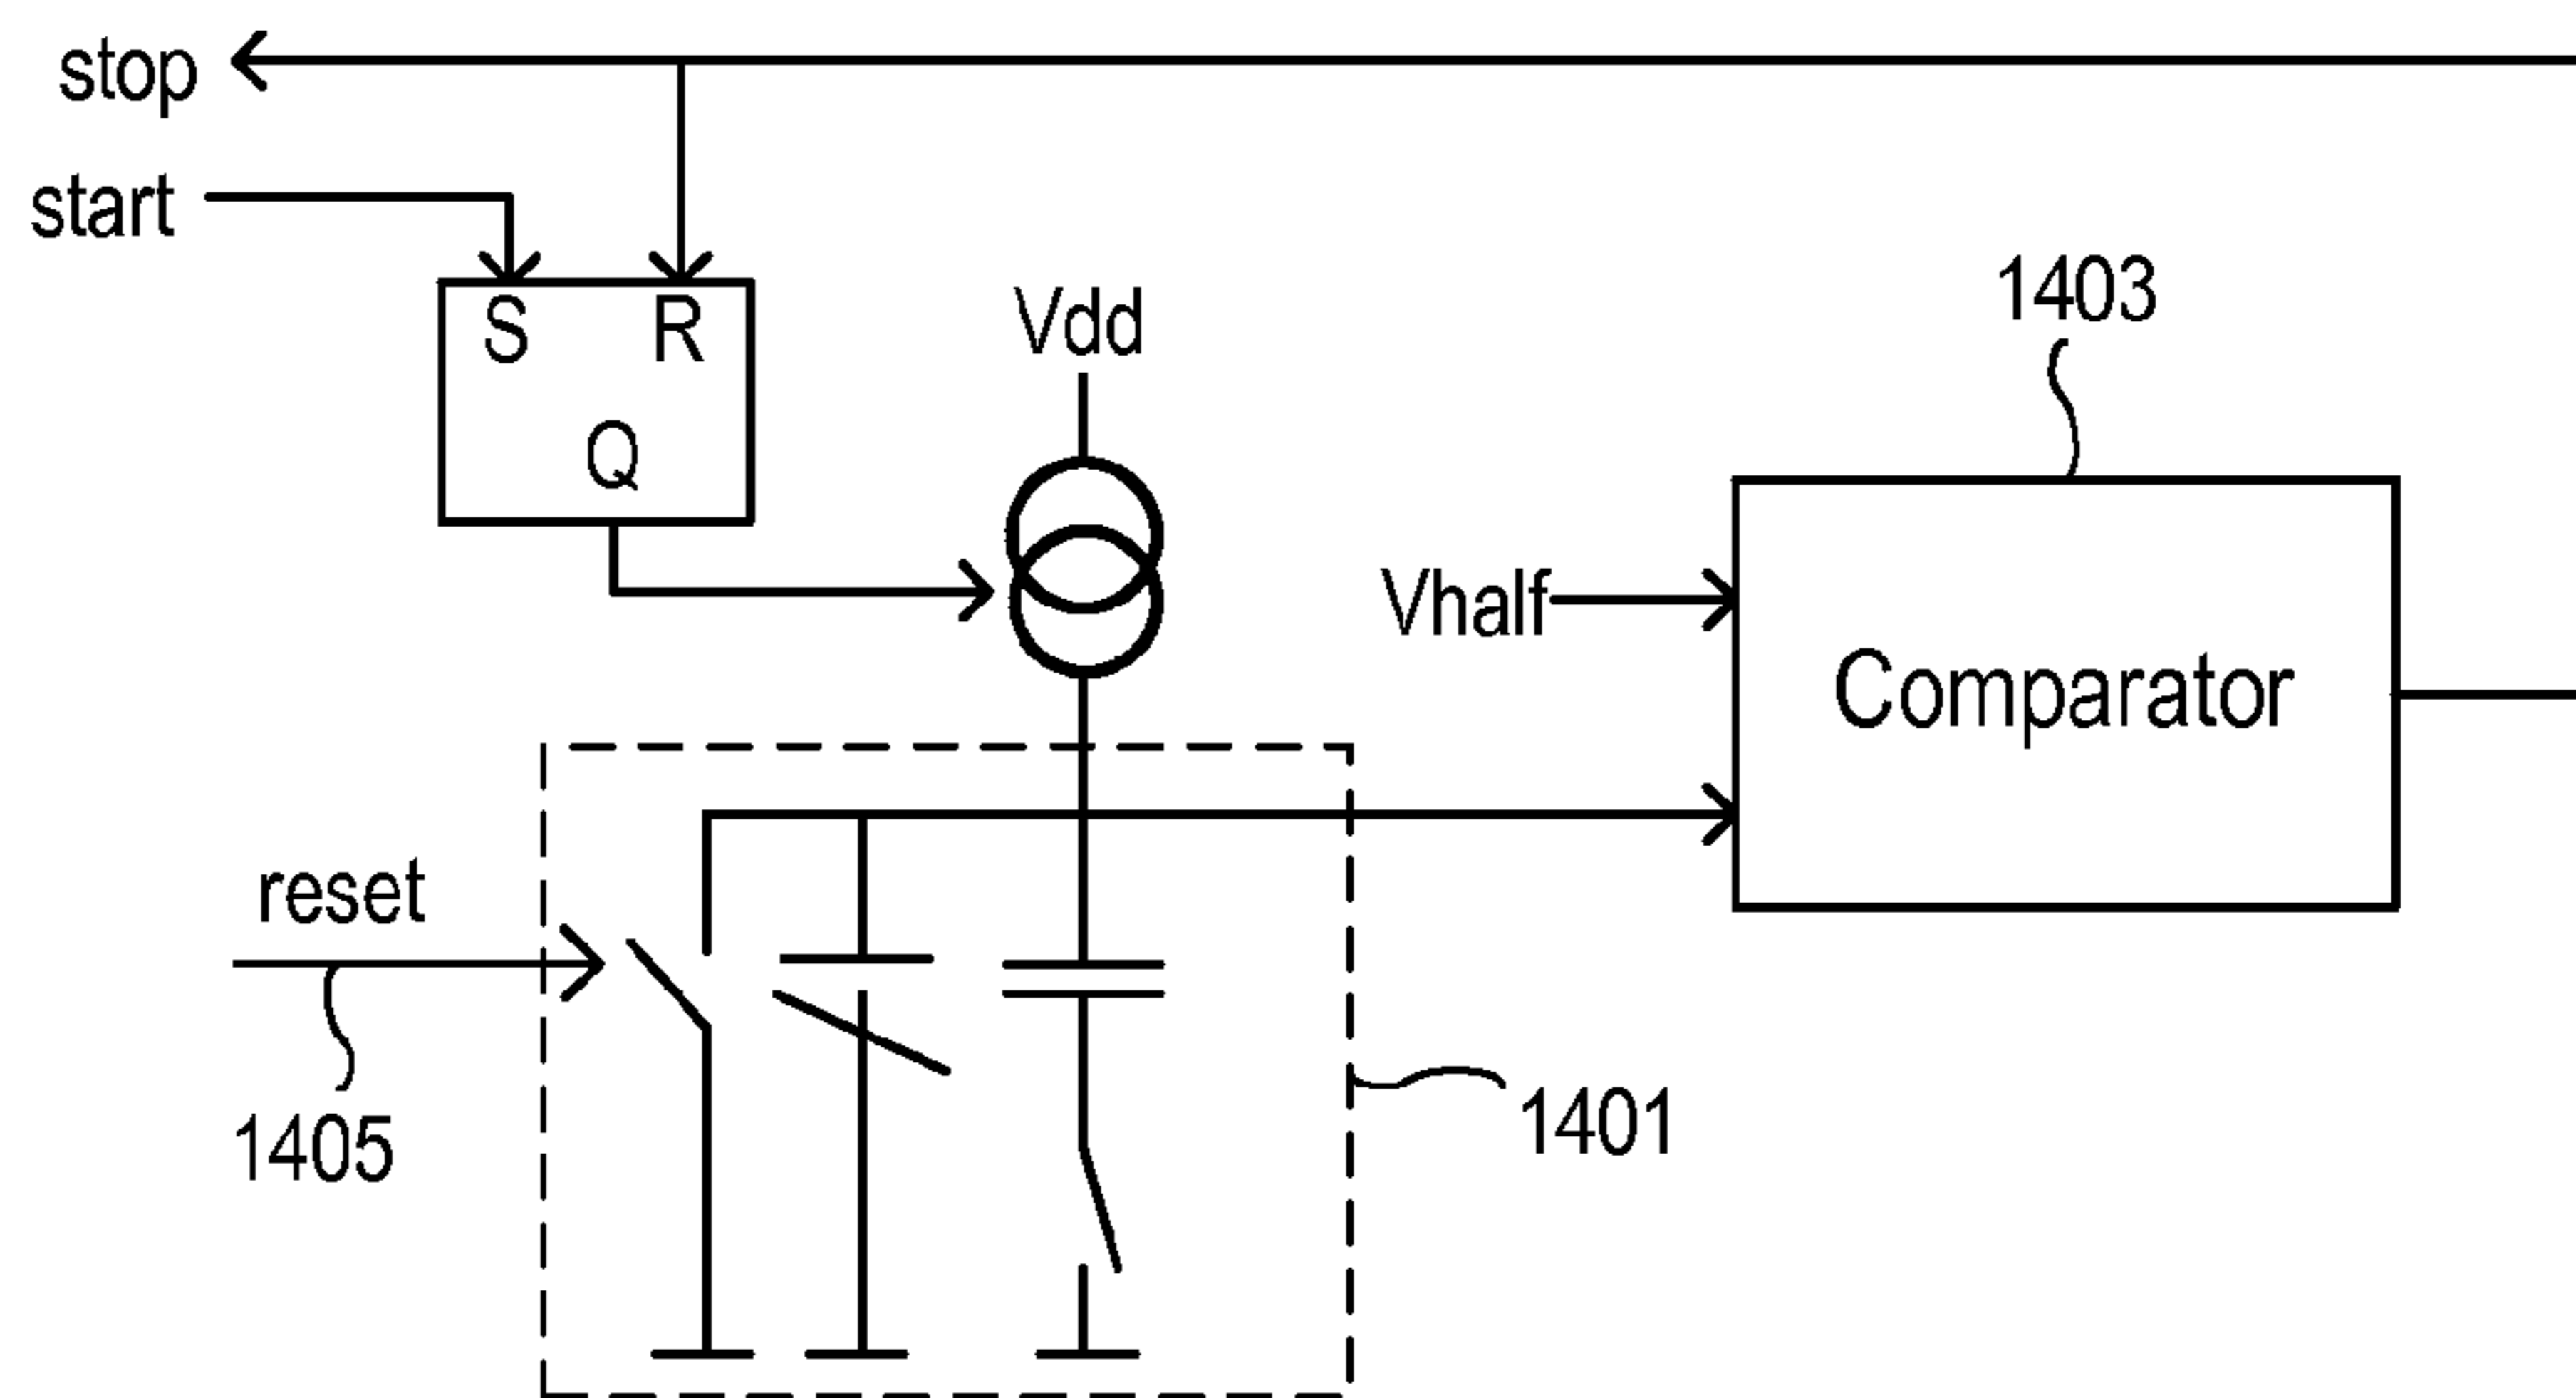 stop
start
S R
Q
Vdd
1403
Vhalf
Comparator
reset
1405
1401